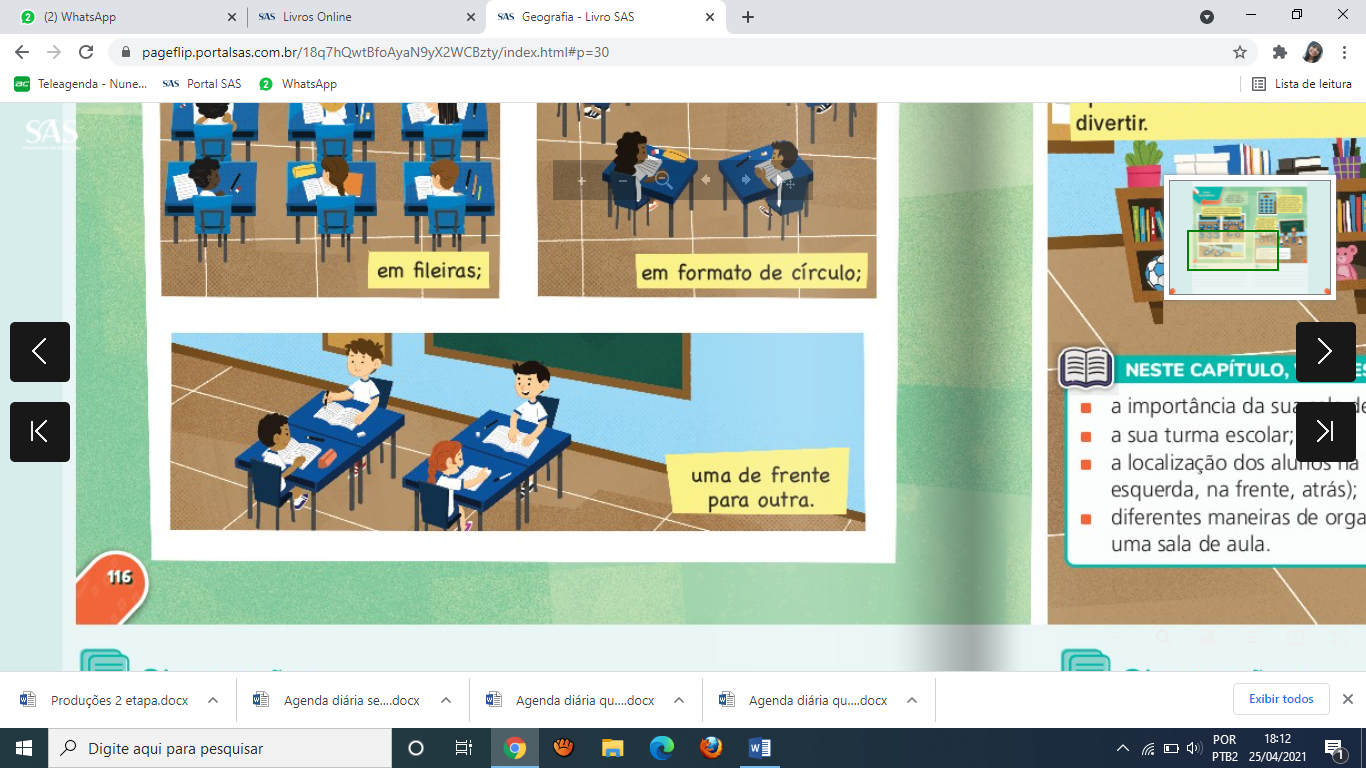 (2) WhatsApp
SAS Livros Online
SAS Geografia - Livro SAS
pageflip.portalsas.com.br/18q7hQwtBfoAyaN9yX2WCBzty/index.html#p=30
Teleagenda - Nune...
SAS Portal SAS
WhatsApp
Lista de leitura
SAS
em fileiras;
em formato de círculo;
uma de frente
para outra.
116
divertir.
NESTE CAPÍTULO,
a importância da sua
a sua turma escolar;
a localização dos alunos na
esquerda, na frente, atrás);
diferentes maneiras de orga
uma sala de aula.
Produções 2 etapa.docx
Agenda diária se....docx
Agenda diária qu....docx
Agenda diária qu....docx
Exibir todos
Digite aqui para pesquisar
POR
PTB2
18:12
25/04/2021
1